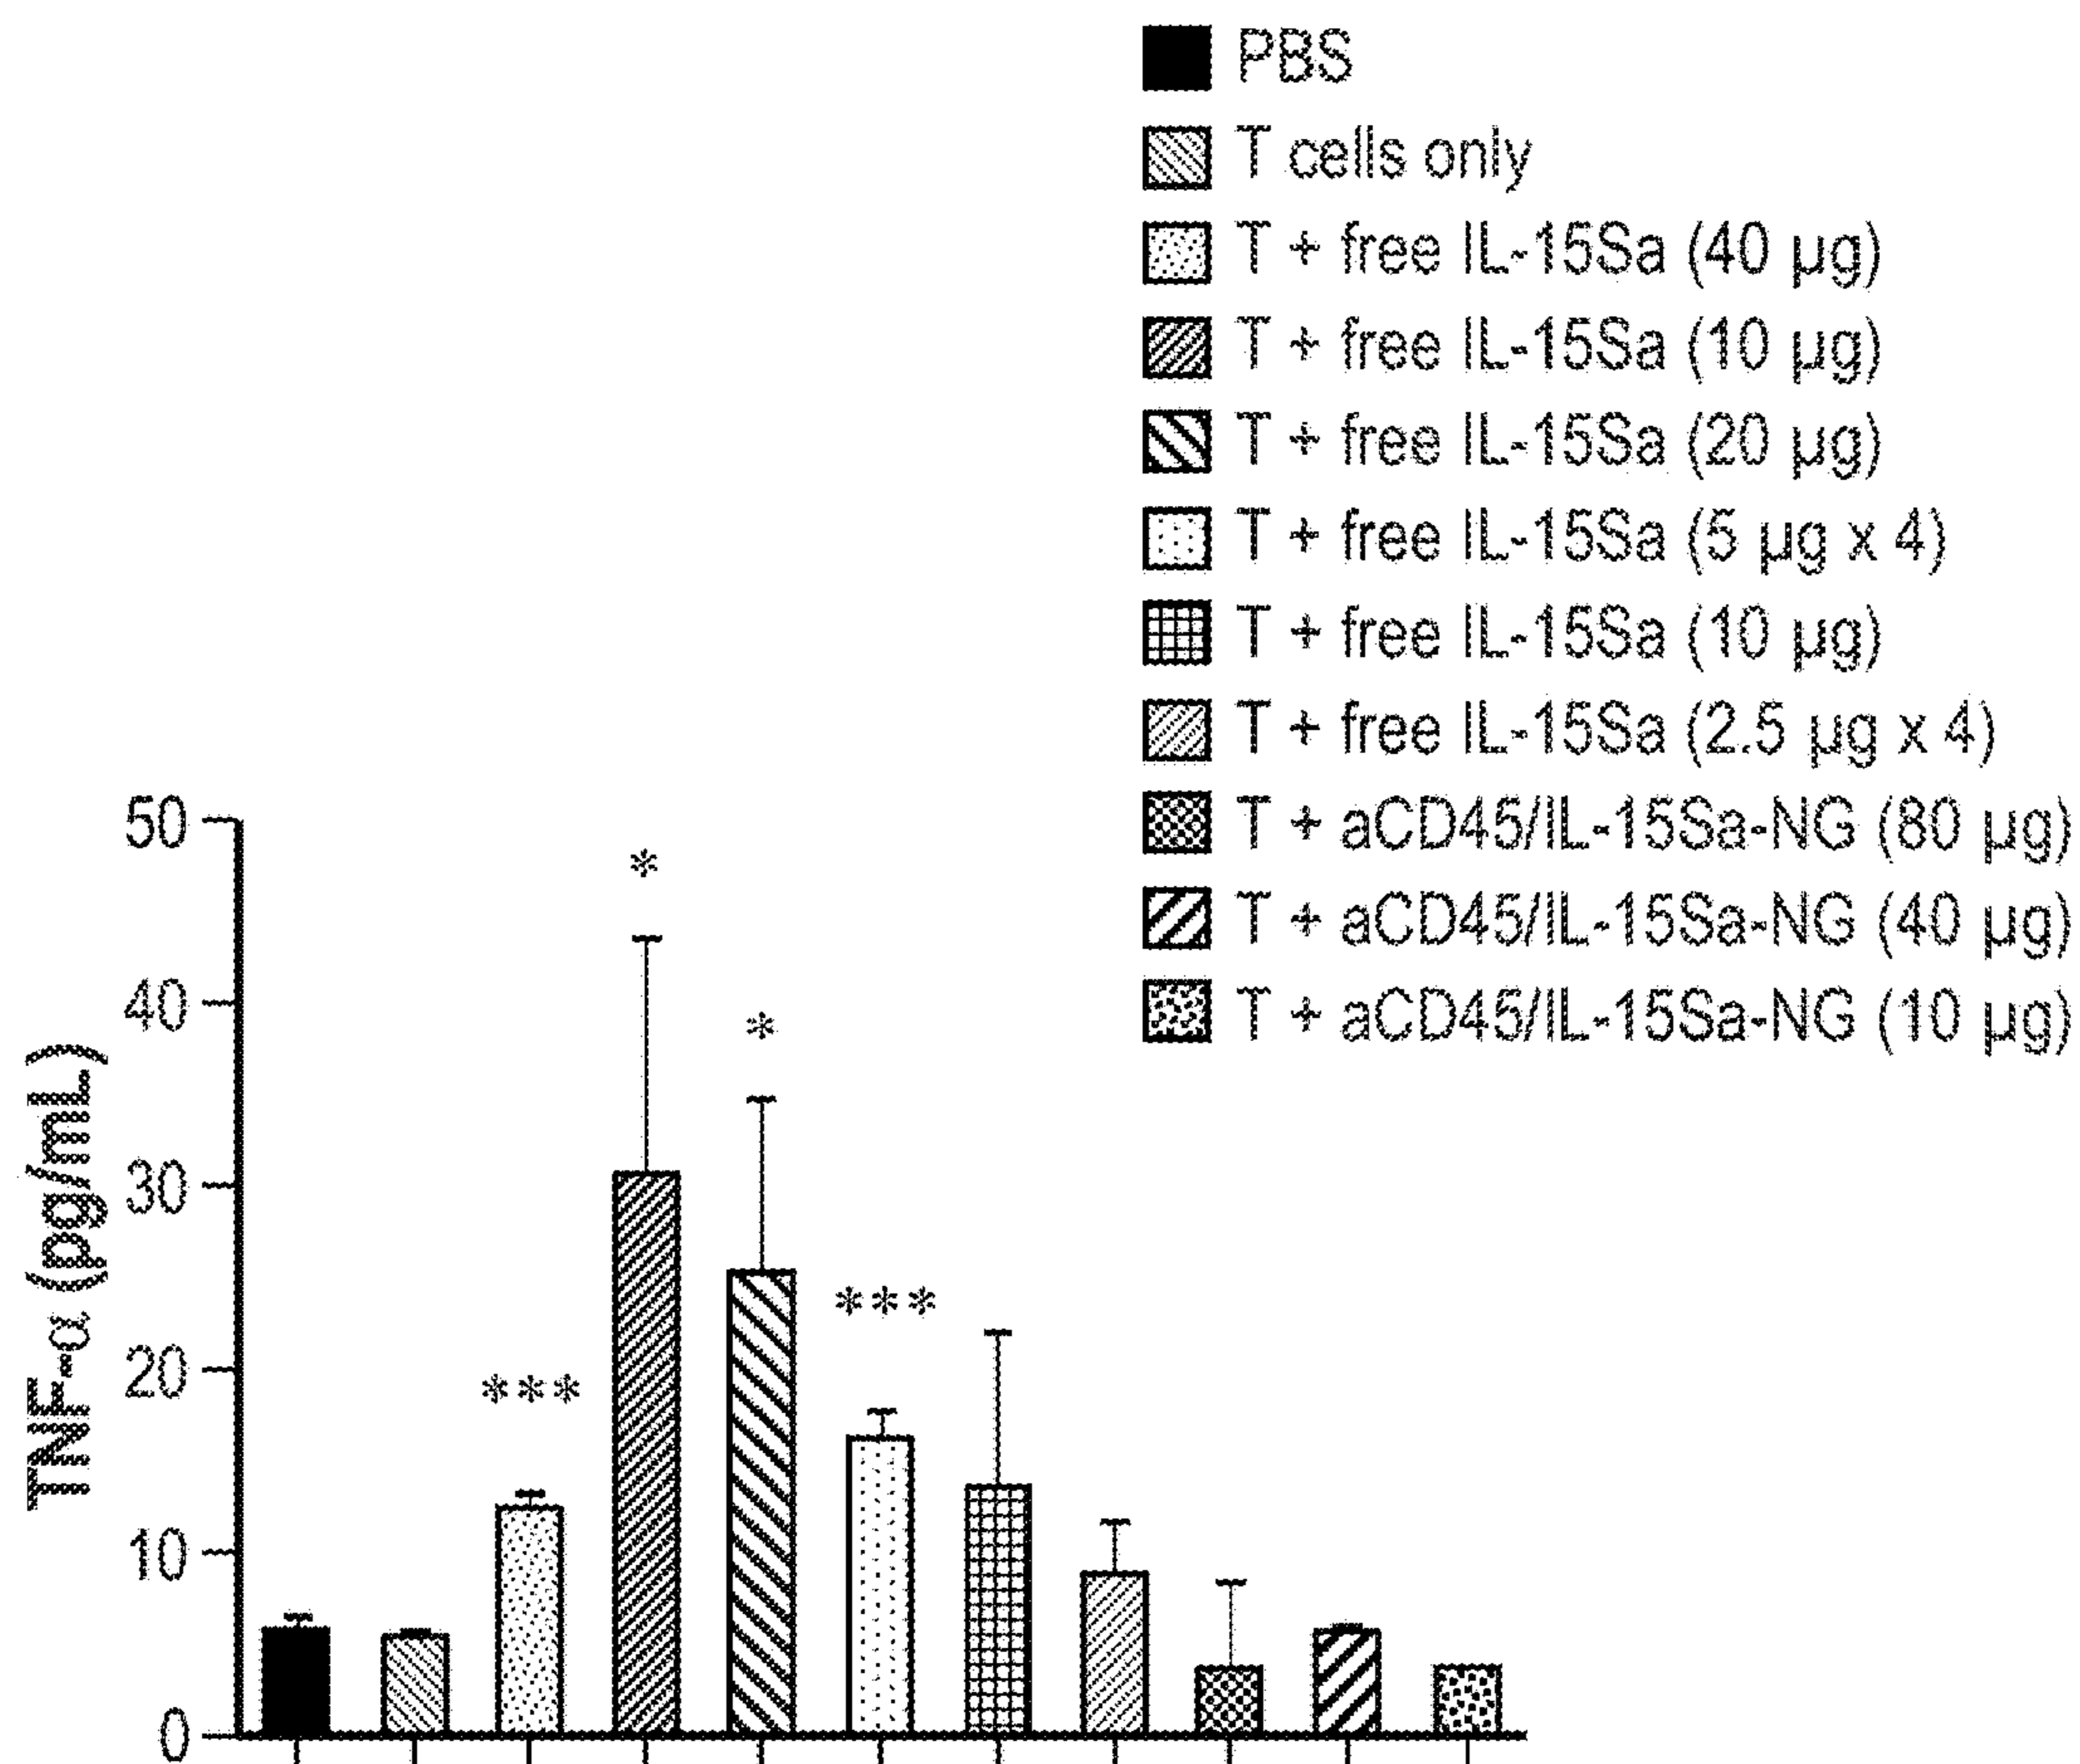 PBS
T cells only
T + free IL-15Sa (40 µg)
T + free IL-15Sa (10 µg)
T + free IL-15Sa (20 µg)
T + free IL-15Sa (5 µg x 4)
T + free IL-15Sa (10 µg)
T + free IL-15Sa (2.5 µg x 4)
T + aCD45/IL-15Sa-NG (80 µg)
T + aCD45/IL-15Sa-NG (40 µg)
T + aCD45/IL-15Sa-NG (10 µg)
TNF-α (pg/mL)
50
40
30
20
10
0
*
*
***
***